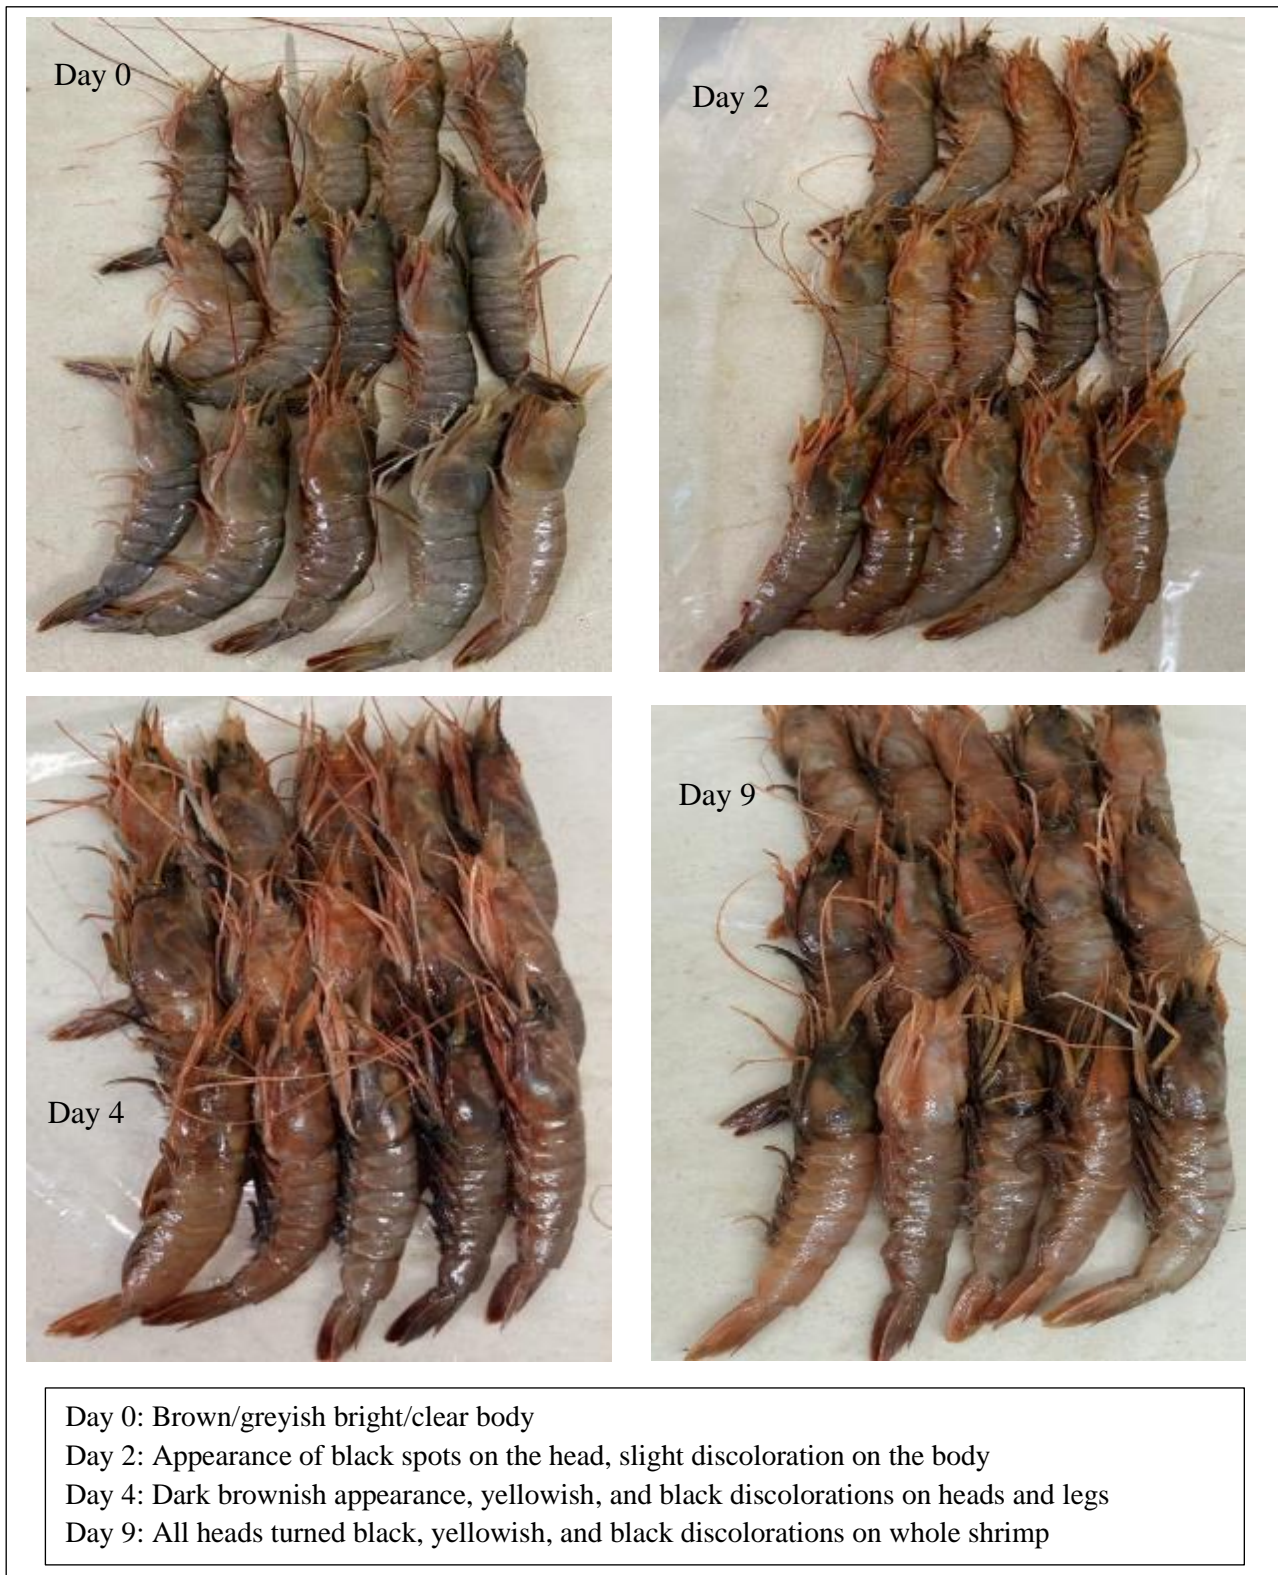 Day 0
Day 2
Day 4
Day 9
Day 0: Brown/greyish bright/clear body
Day 2: Appearance of black spots on the head, slight discoloration on the body
Day 4: Dark brownish appearance, yellowish, and black discolorations on heads and legs
Day 9: All heads turned black, yellowish, and black discolorations on whole shrimp